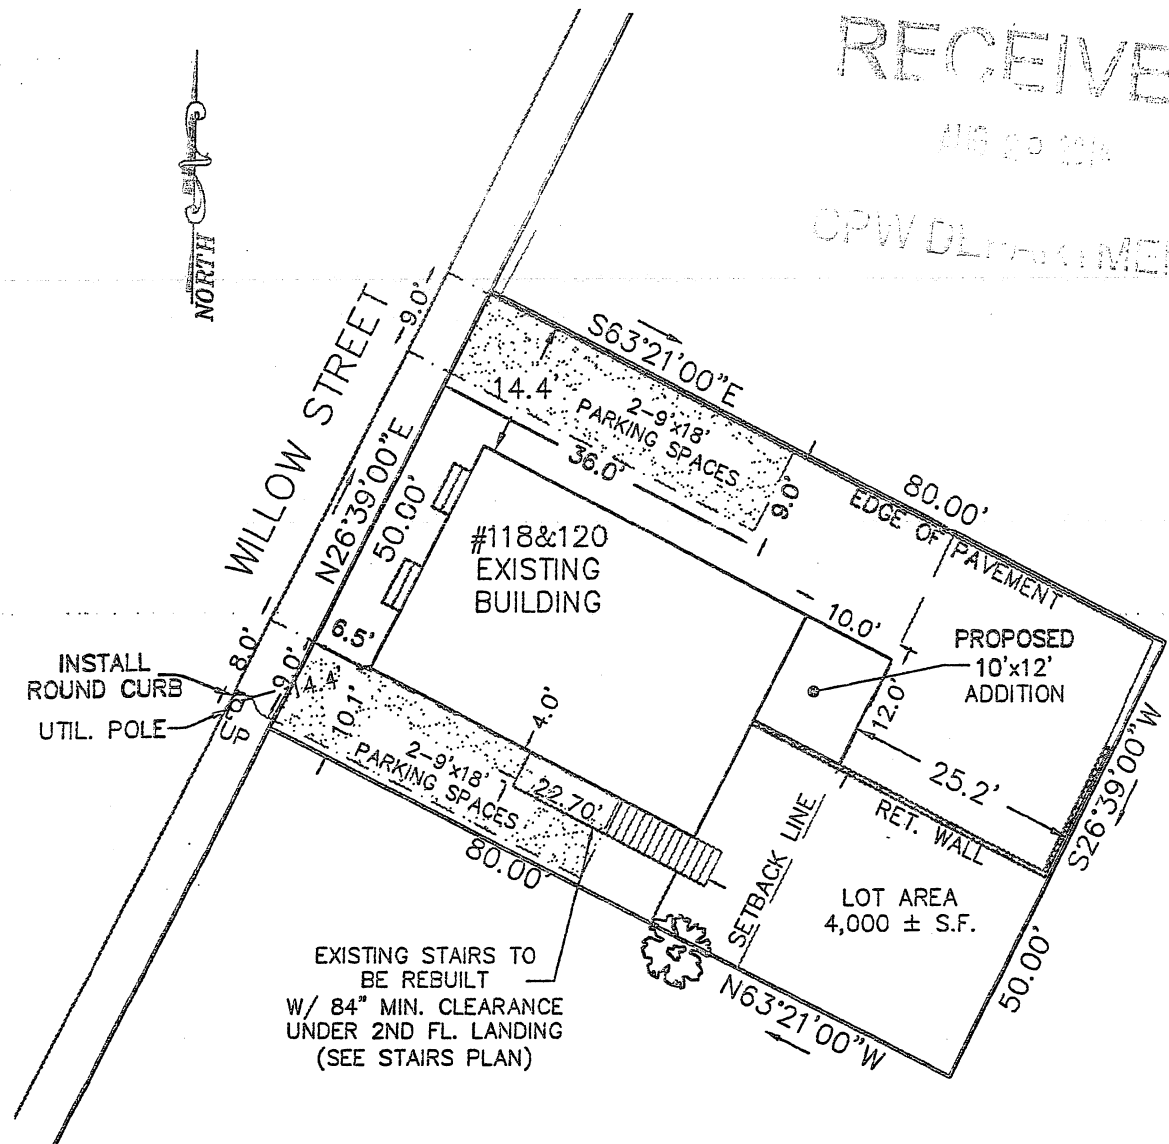 NORTH
WILLOW STREET
9.0'
S63°21'00"E
14.4'
2-9'x18'
PARKING SPACES
36.0'
9.0'
80.00'
EDGE OF PAVEMENT
N26°39'00"E
50.00'
#118&120
EXISTING
BUILDING
10.0'
PROPOSED
10'x12'
ADDITION
6.5'
8.0'
9.0'
INSTALL
ROUND CURB
UTIL. POLE
UP
10.1'
4.0'
12.0'
2-9'x18'
PARKING SPACES
22.70'
25.2'
S26°39'00"W
RET. WALL
80.00'
SETBACK LINE
LOT AREA
4,000 ± S.F.
50.00'
EXISTING STAIRS TO
BE REBUILT
W/ 84" MIN. CLEARANCE
UNDER 2ND FL. LANDING
(SEE STAIRS PLAN)
N63°21'00"W